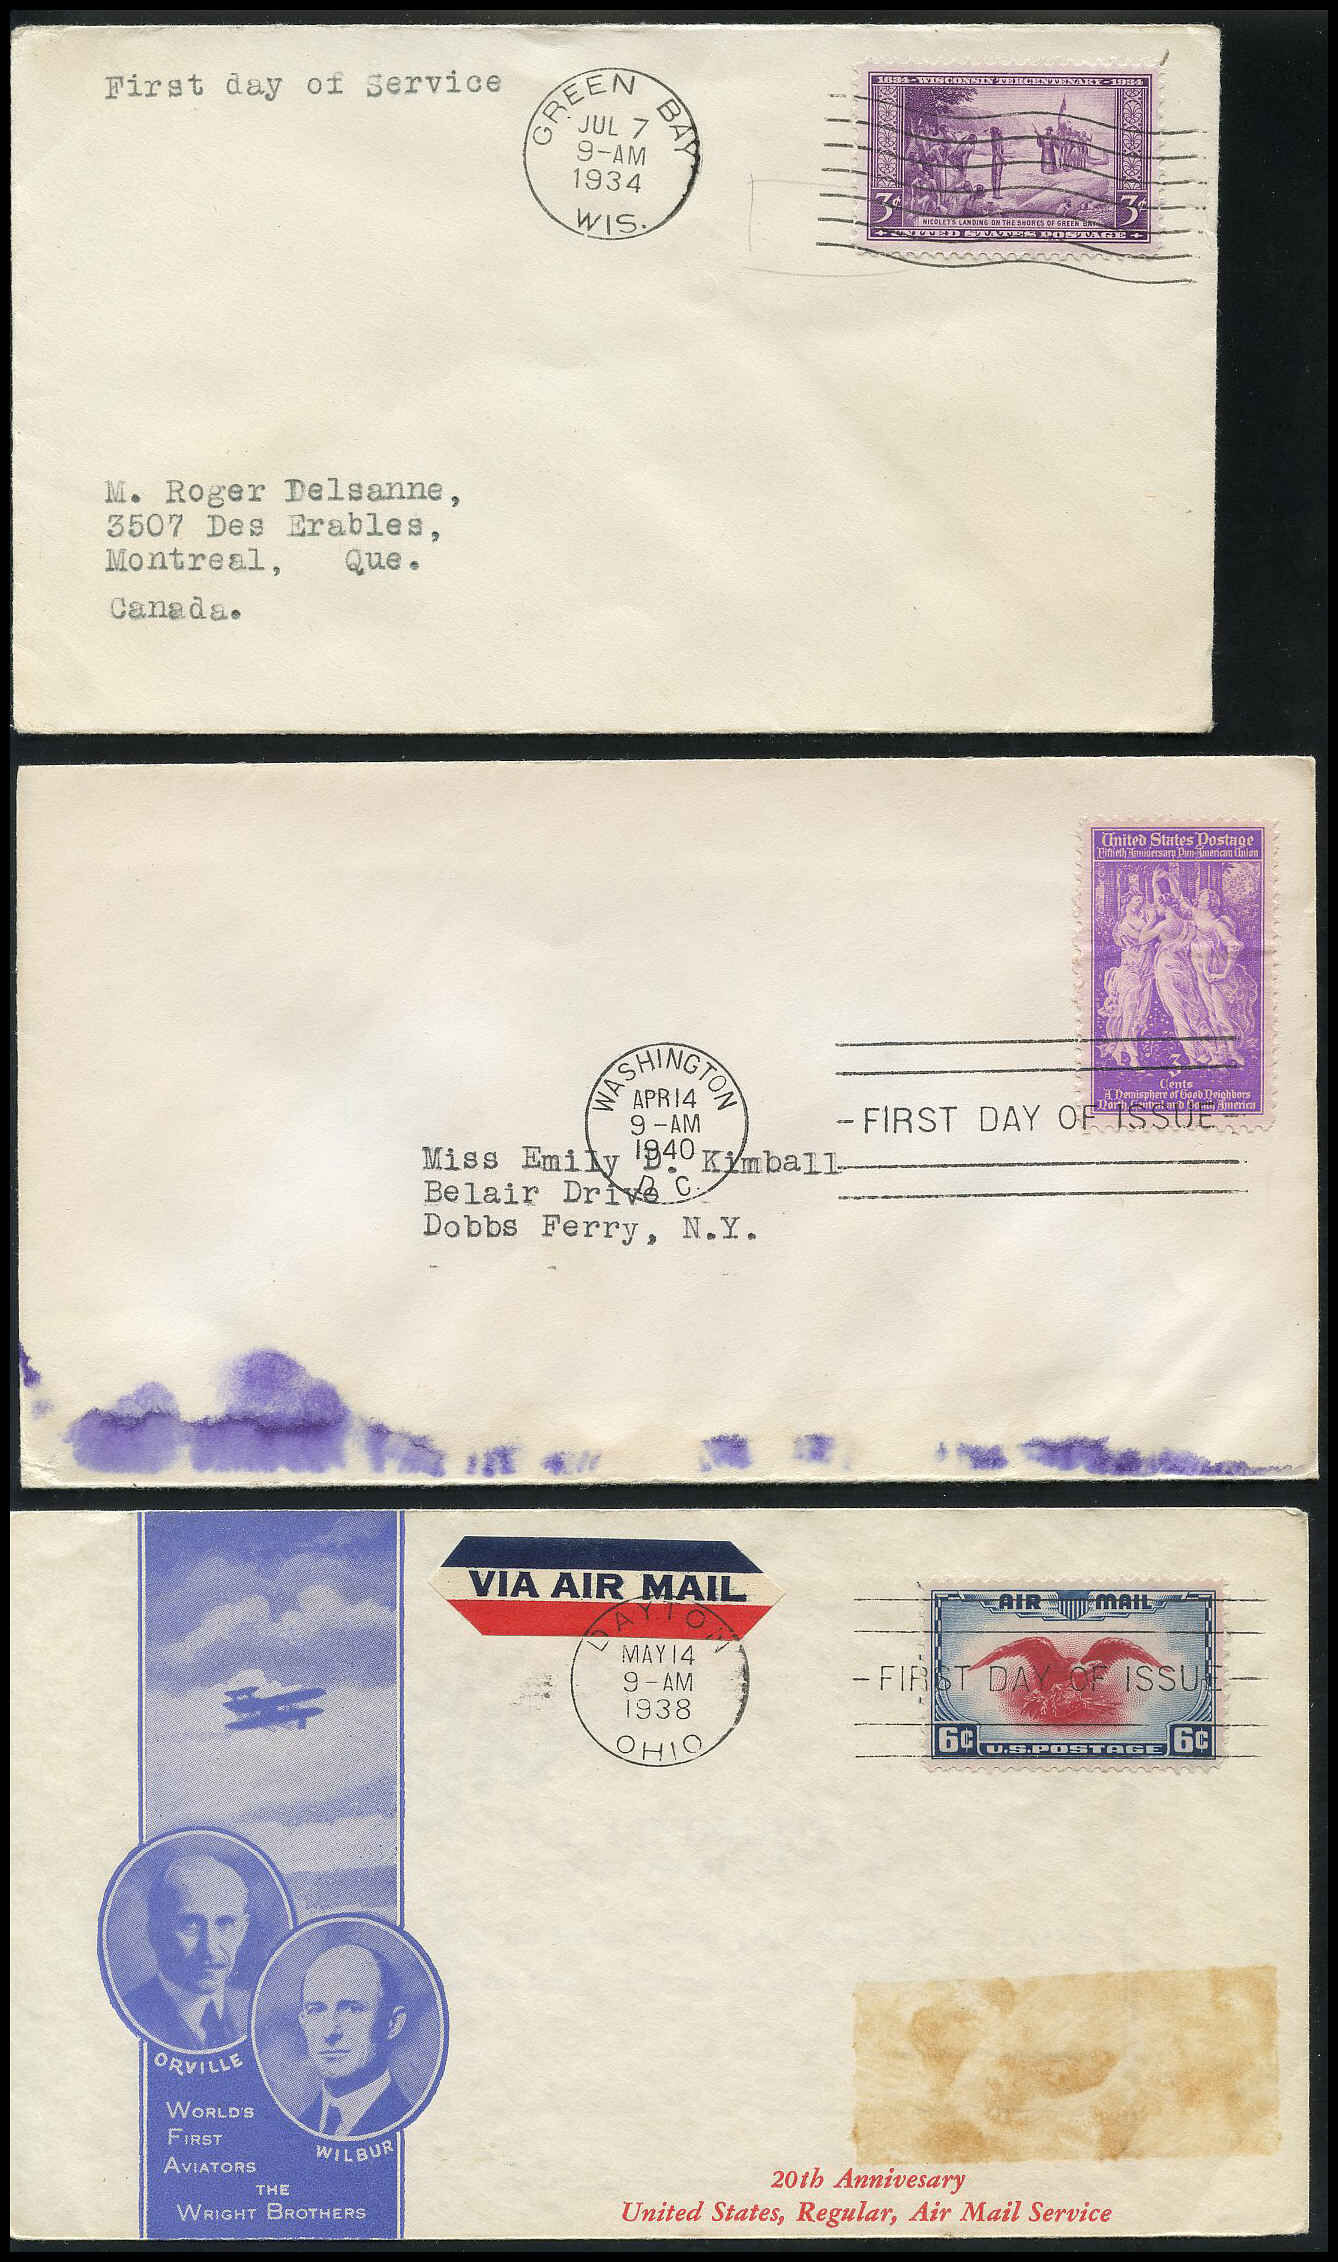 First day of Service
GREEN BAY,
JUL 7
9-AM
1934
WIS.
1634-WISCONSIN TERCENTENARY-1934
3¢ 3¢
NICOLET'S LANDING ON THE SHORES OF GREEN BAY
UNITED STATES POSTAGE
M. Roger Delsanne,
3507 Des Erables,
Montreal, Que.
Canada.
United States Postage
Fiftieth Anniversary Pan-American Union
3
Cents
A Hemisphere of Good Neighbors
North Central and South America
WASHINGTON
APR 14
9-AM
1940
D.C.
-FIRST DAY OF ISSUE-
Miss Emily D. Kimball
Belair Drive
Dobbs Ferry, N.Y.
VIA AIR MAIL
DAYTON
MAY 14
9-AM
1938
OHIO
-FIRST DAY OF ISSUE-
AIR MAIL
6¢ U.S.POSTAGE 6¢
ORVILLE
WILBUR
WORLD'S
FIRST
AVIATORS
THE
WRIGHT BROTHERS
20th Annivesary
United States, Regular, Air Mail Service